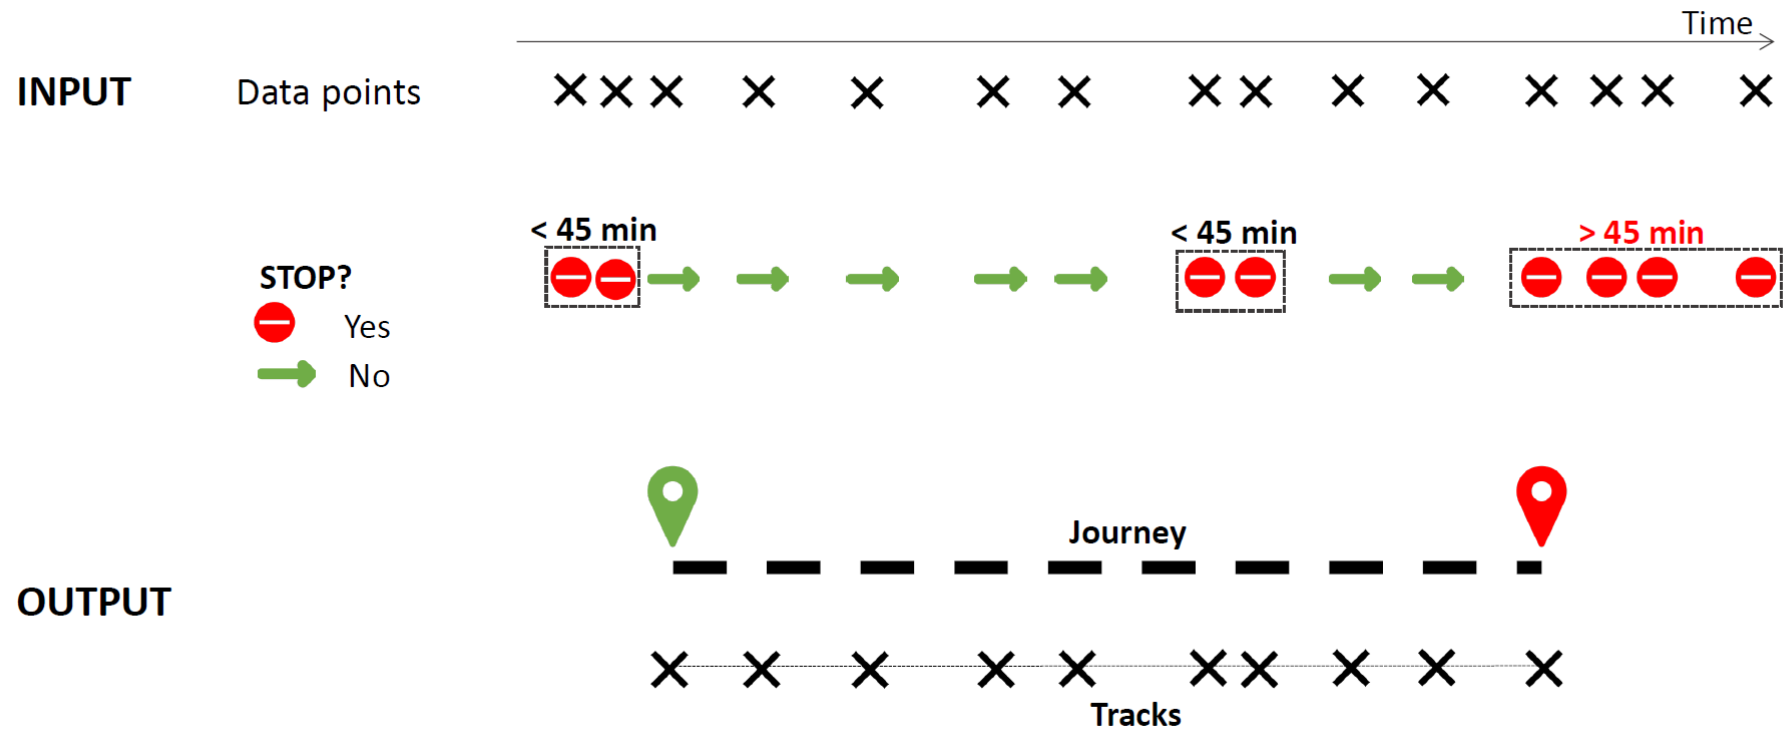 Time
INPUT
Data points
< 45 min
< 45 min
> 45 min
STOP?
Yes
No
Journey
OUTPUT
Tracks